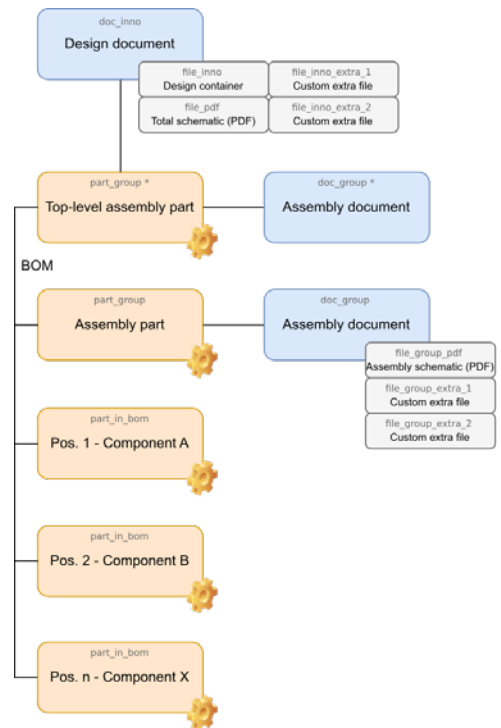 doc_inno
Design document
file_inno
Design container
file_inno_extra_1
Custom extra file
file_pdf
Total schematic (PDF)
file_inno_extra_2
Custom extra file
part_group *
Top-level assembly part
doc_group *
Assembly document
BOM
part_group
Assembly part
doc_group
Assembly document
file_group_pdf
Assembly schematic (PDF)
file_group_extra_1
Custom extra file
file_group_extra_2
Custom extra file
part_in_bom
Pos. 1 - Component A
part_in_bom
Pos. 2 - Component B
part_in_bom
Pos. n - Component X